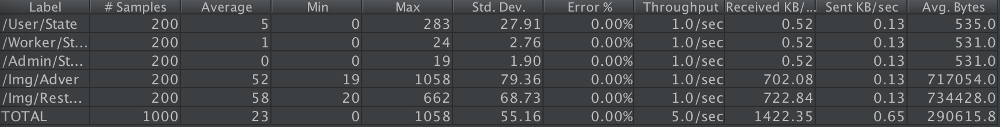 Label # Samples Average Min Max Std. Dev. Error % Throughput Received KB/... Sent KB/sec Avg. Bytes
/User/State 200 5 0 283 27.91 0.00% 1.0/sec 0.52 0.13 535.0
/Worker/St... 200 1 0 24 2.76 0.00% 1.0/sec 0.52 0.13 531.0
/Admin/St... 200 0 0 19 1.90 0.00% 1.0/sec 0.52 0.13 531.0
/Img/Adver 200 52 19 1058 79.36 0.00% 1.0/sec 702.08 0.13 717054.0
/Img/Rest... 200 58 20 662 68.73 0.00% 1.0/sec 722.84 0.13 734428.0
TOTAL 1000 23 0 1058 55.16 0.00% 5.0/sec 1422.35 0.65 290615.8